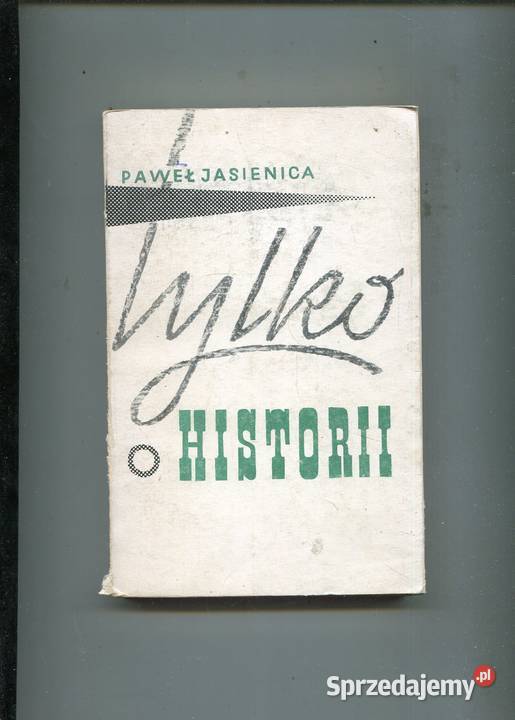 PAWEŁ JASIENICA
tylko
o HISTORII
Sprzedajemy.pl